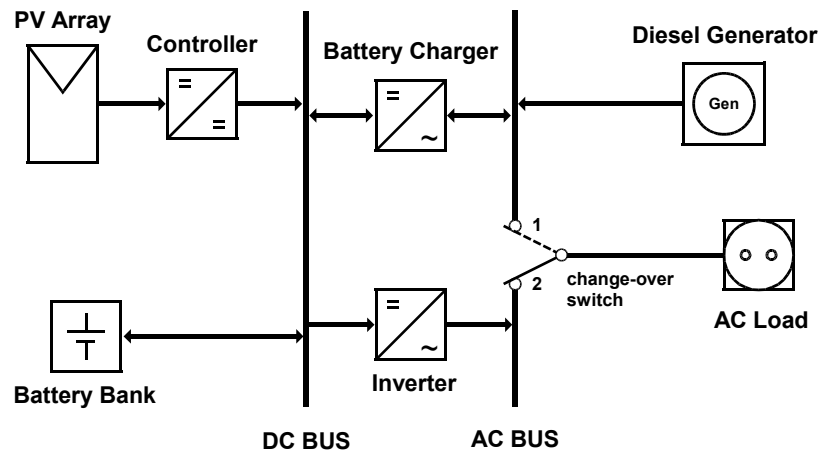 PV Array
Controller
Battery Charger
Diesel Generator
=
=
=
~
Gen
1
2
change-over
switch
AC Load
=
~
Battery Bank
Inverter
DC BUS
AC BUS